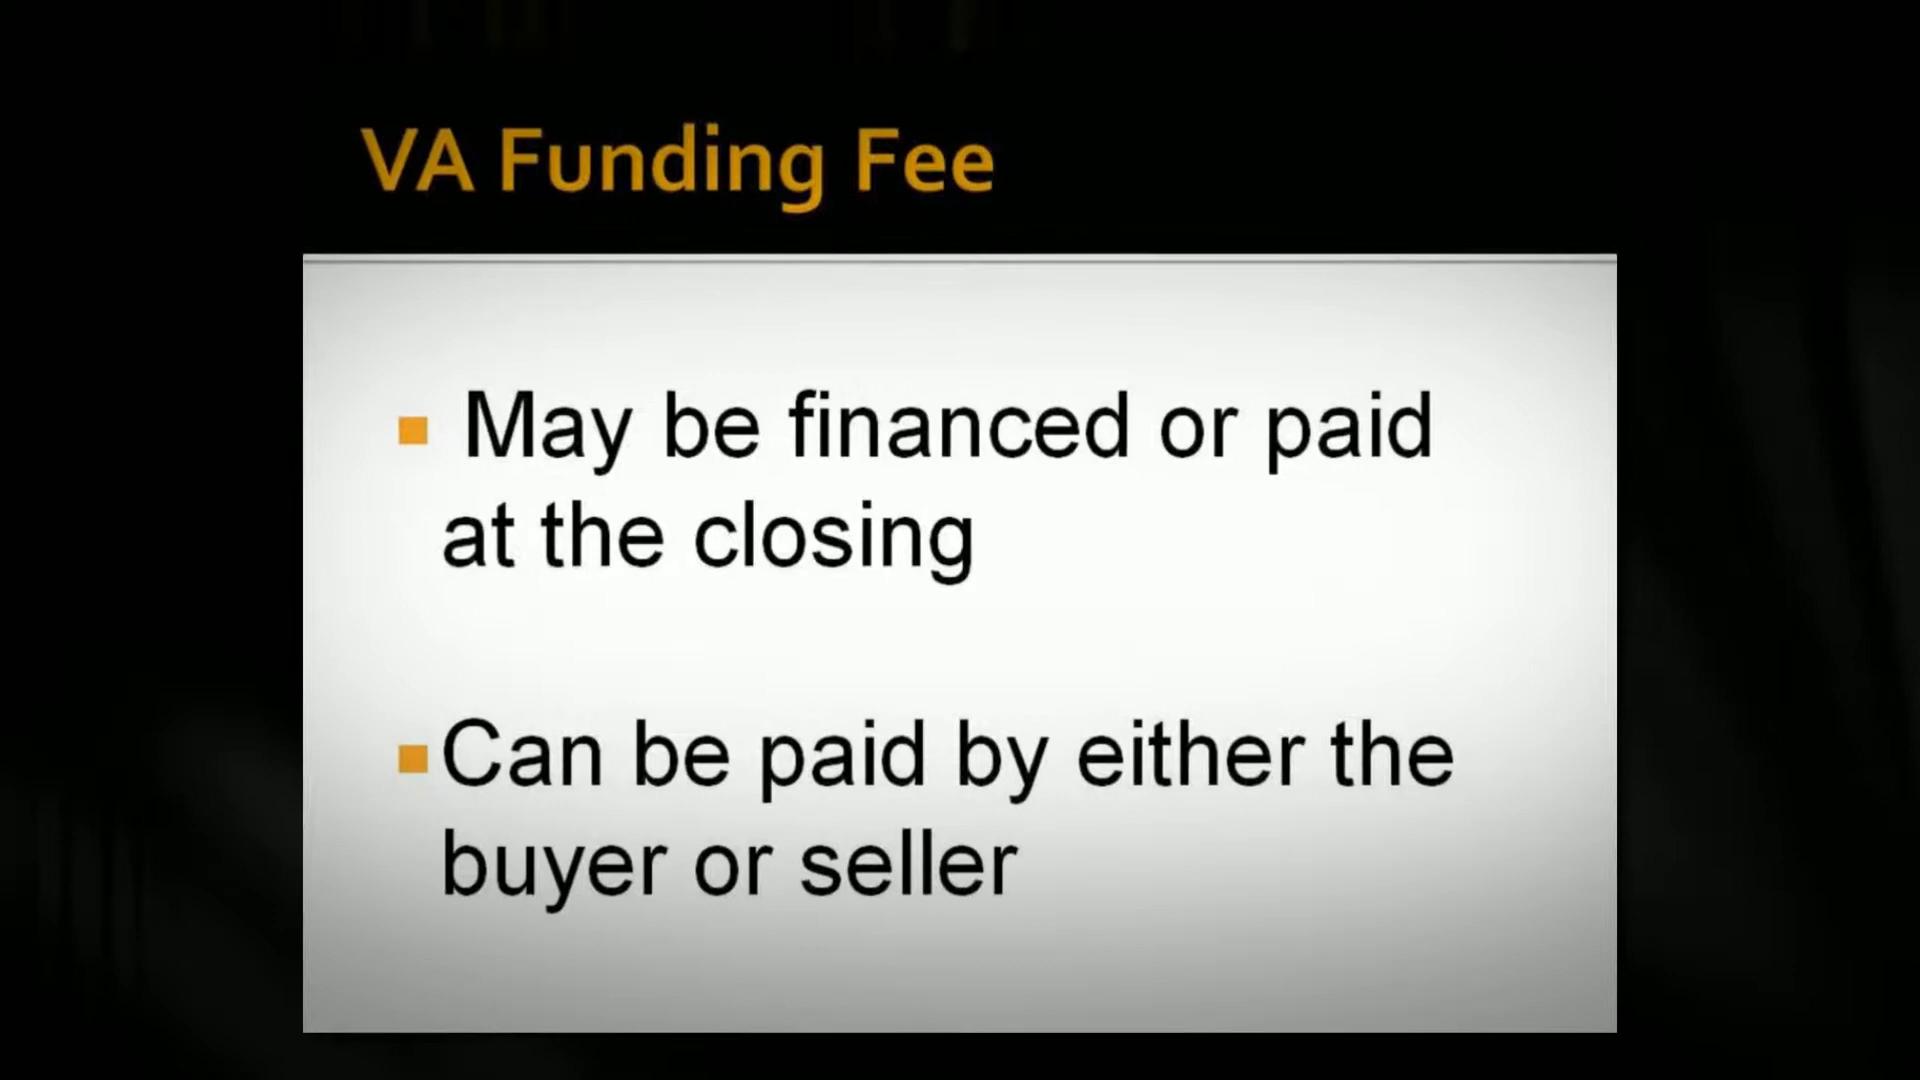 VA Funding Fee
May be financed or paid
at the closing
Can be paid by either the
buyer or seller